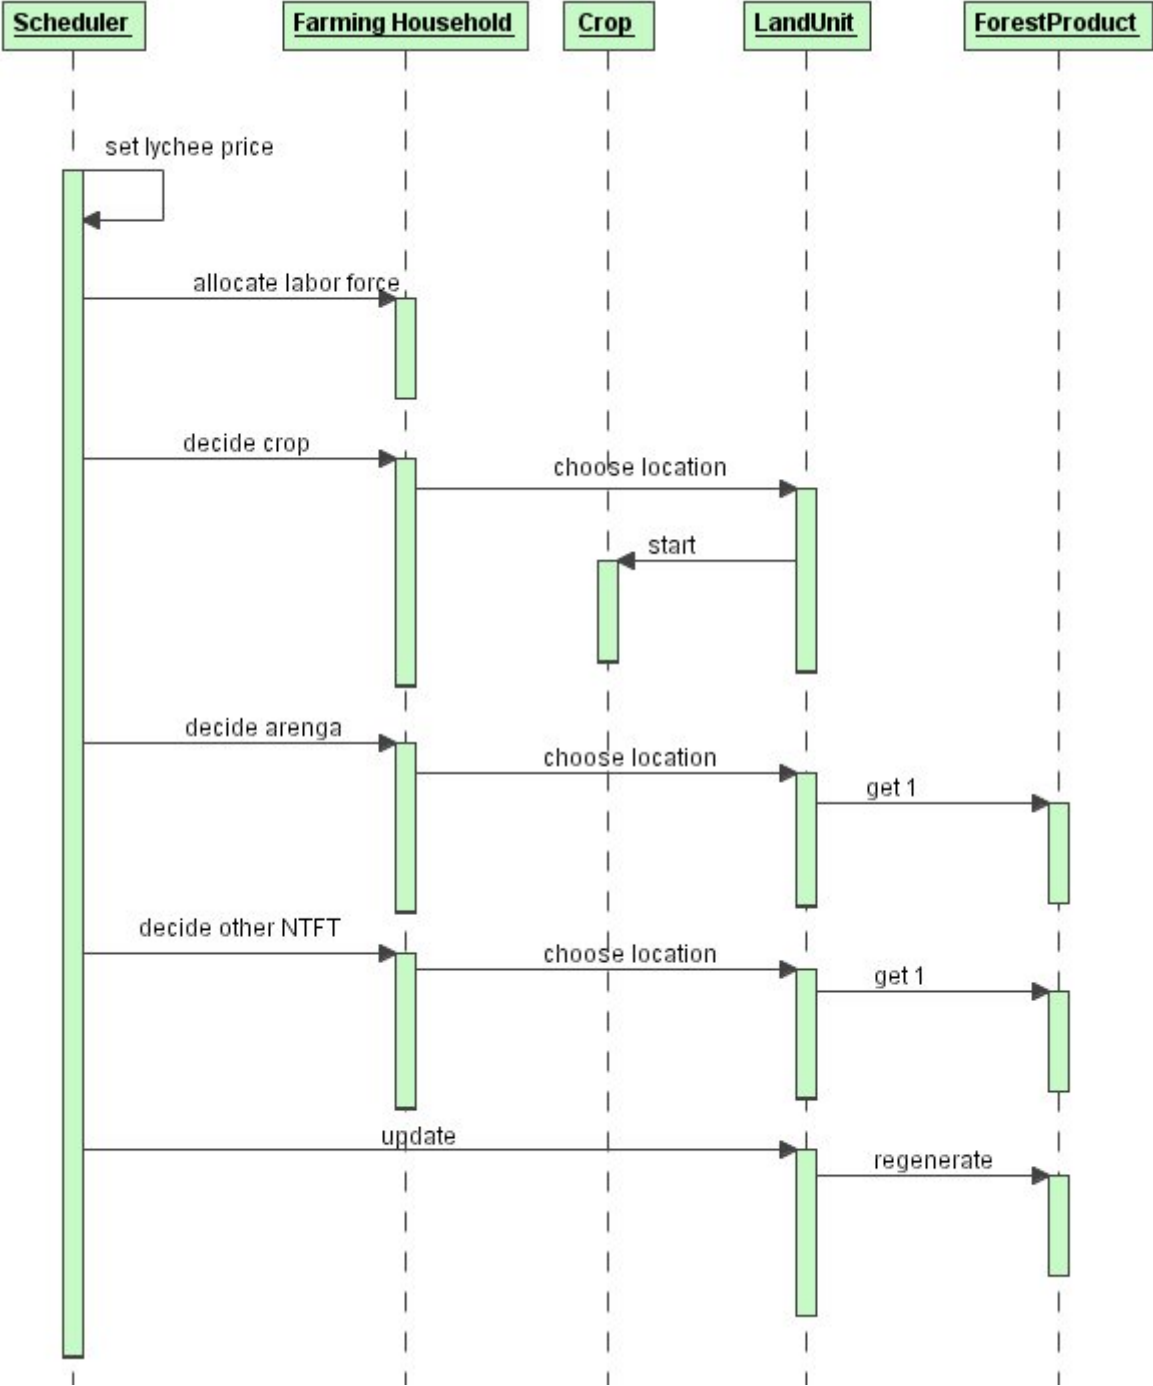 Scheduler
Farming Household
Crop
LandUnit
ForestProduct
set lychee price
allocate labor force
decide crop
choose location
start
decide arenga
choose location
get 1
decide other NTFT
choose location
get 1
update
regenerate